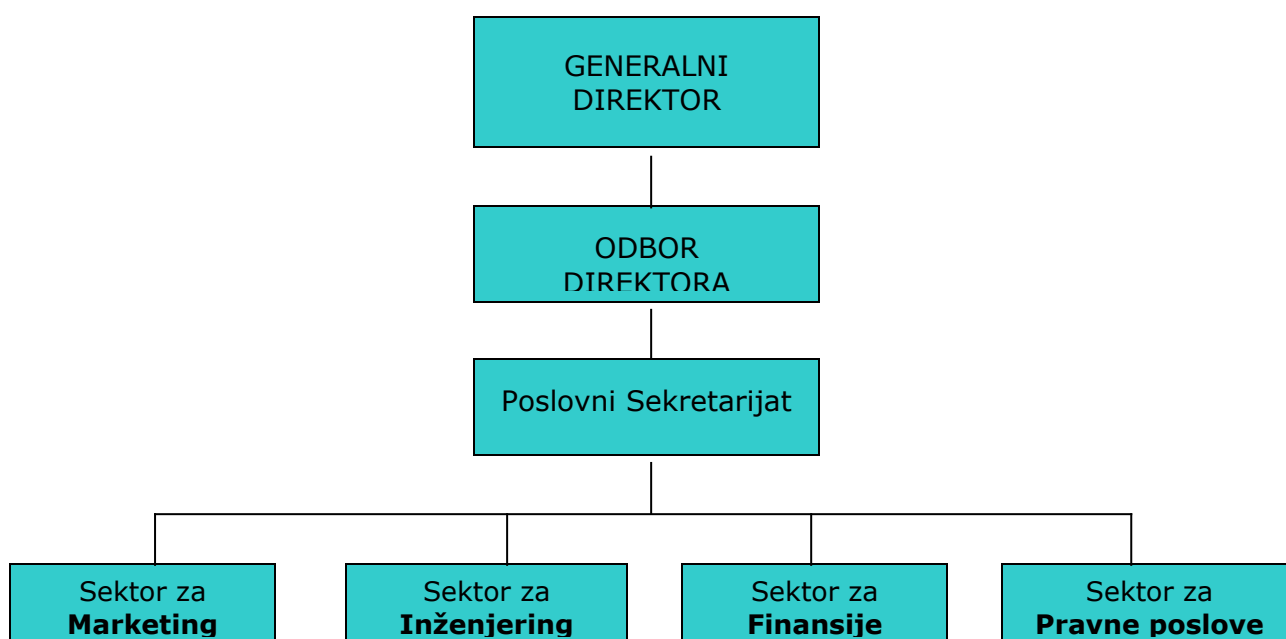 GENERALNI
DIREKTOR
ODBOR
DIREKTORA
Poslovni Sekretarijat
Sektor za
Marketing
Sektor za
Inženjering
Sektor za
Finansije
Sektor za
Pravne poslove